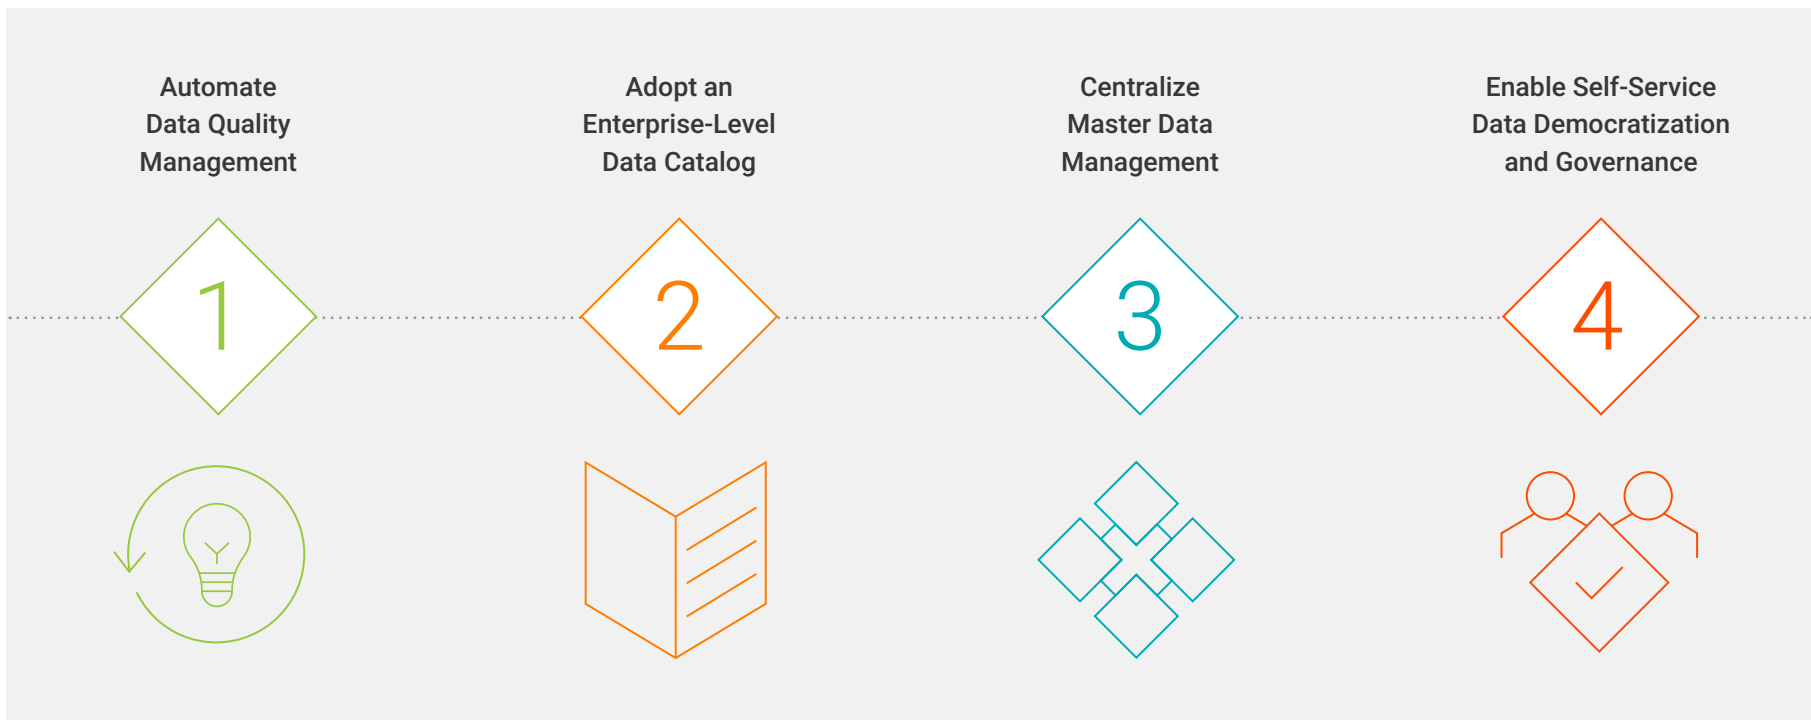 Automate
Data Quality
Management
Adopt an
Enterprise-Level
Data Catalog
Centralize
Master Data
Management
Enable Self-Service
Data Democratization
and Governance
1
2
3
4